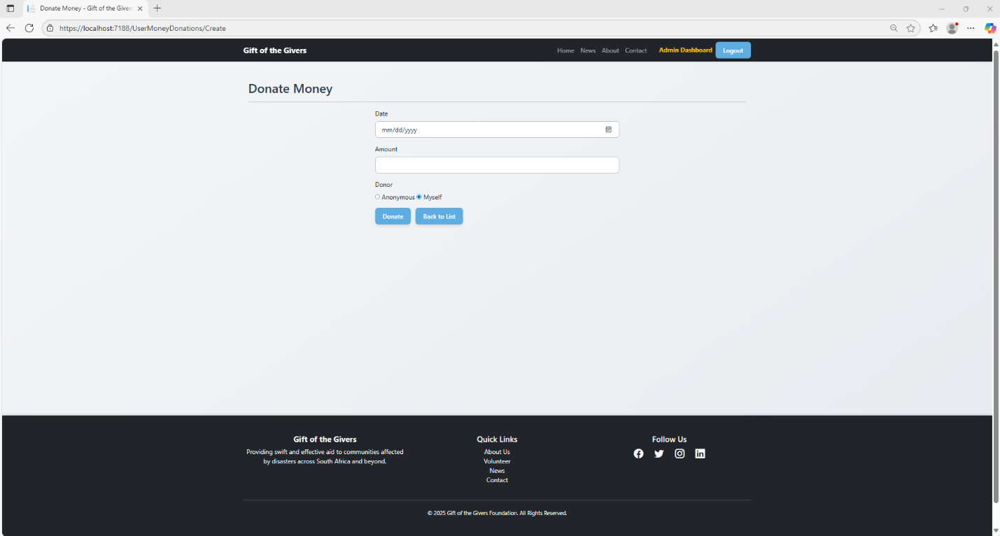 Donate Money - Gift of the Givers
https://localhost:7188/UserMoneyDonations/Create
Gift of the Givers
Home News About Contact Admin Dashboard Logout
Donate Money
Date
mm/dd/yyyy
Amount
Donor
Anonymous Myself
Donate Back to List
Gift of the Givers
Providing swift and effective aid to communities affected
by disasters across South Africa and beyond.
Quick Links
About Us
Volunteer
News
Contact
Follow Us
© 2025 Gift of the Givers Foundation. All Rights Reserved.